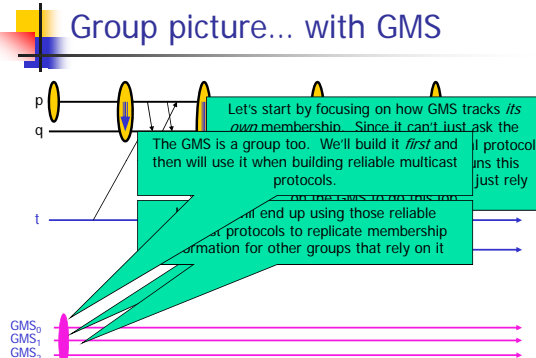 Group picture... with GMS
p
q
t
Let's start by focusing on how GMS tracks its
own membership. Since it can't just ask the
al protocol
uns this
just rely
on the GMS to do this job
The GMS is a group too. We'll build it first and
then will use it when building reliable multicast
protocols.
ill end up using those reliable
st protocols to replicate membership
ormation for other groups that rely on it
GMS0
GMS1
GMS2